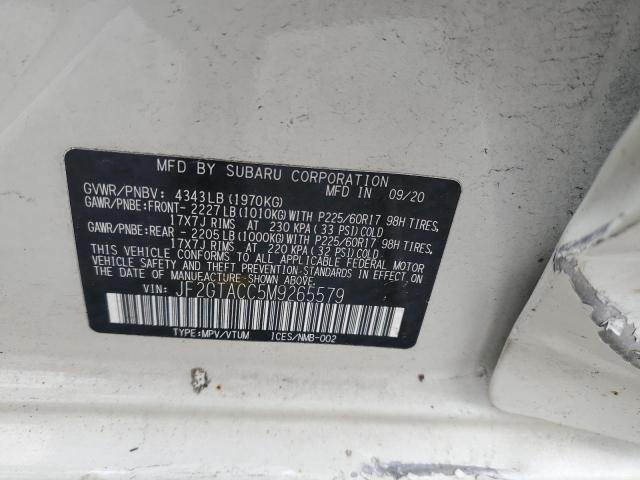 MFD BY SUBARU CORPORATION
GVWR/PNBV: 4343LB (1970KG) MFD IN 09/20
GAWR/PNBE:FRONT- 2227LB (1010KG) WITH P225/60R17 98H TIRES,
17X7J RIMS AT 230 KPA( 33 PSI)COLD
GAWR/PNBE:REAR - 2205LB (1000KG) WITH P225/60R17 98H TIRES,
17X7J RIMS AT 220 KPA( 32 PSI)COLD
THIS VEHICLE CONFORMS TO ALL APPLICABLE FEDERAL MOTOR
VEHICLE SAFETY AND THEFT PREVENTION STANDARDS IN EFFECT ON
THE DATE OF MANUFACTURE SHOWN ABOVE.
VIN: JF2GTACC5M9265579
TYPE:MPV/VTUM ICES/NMB-002